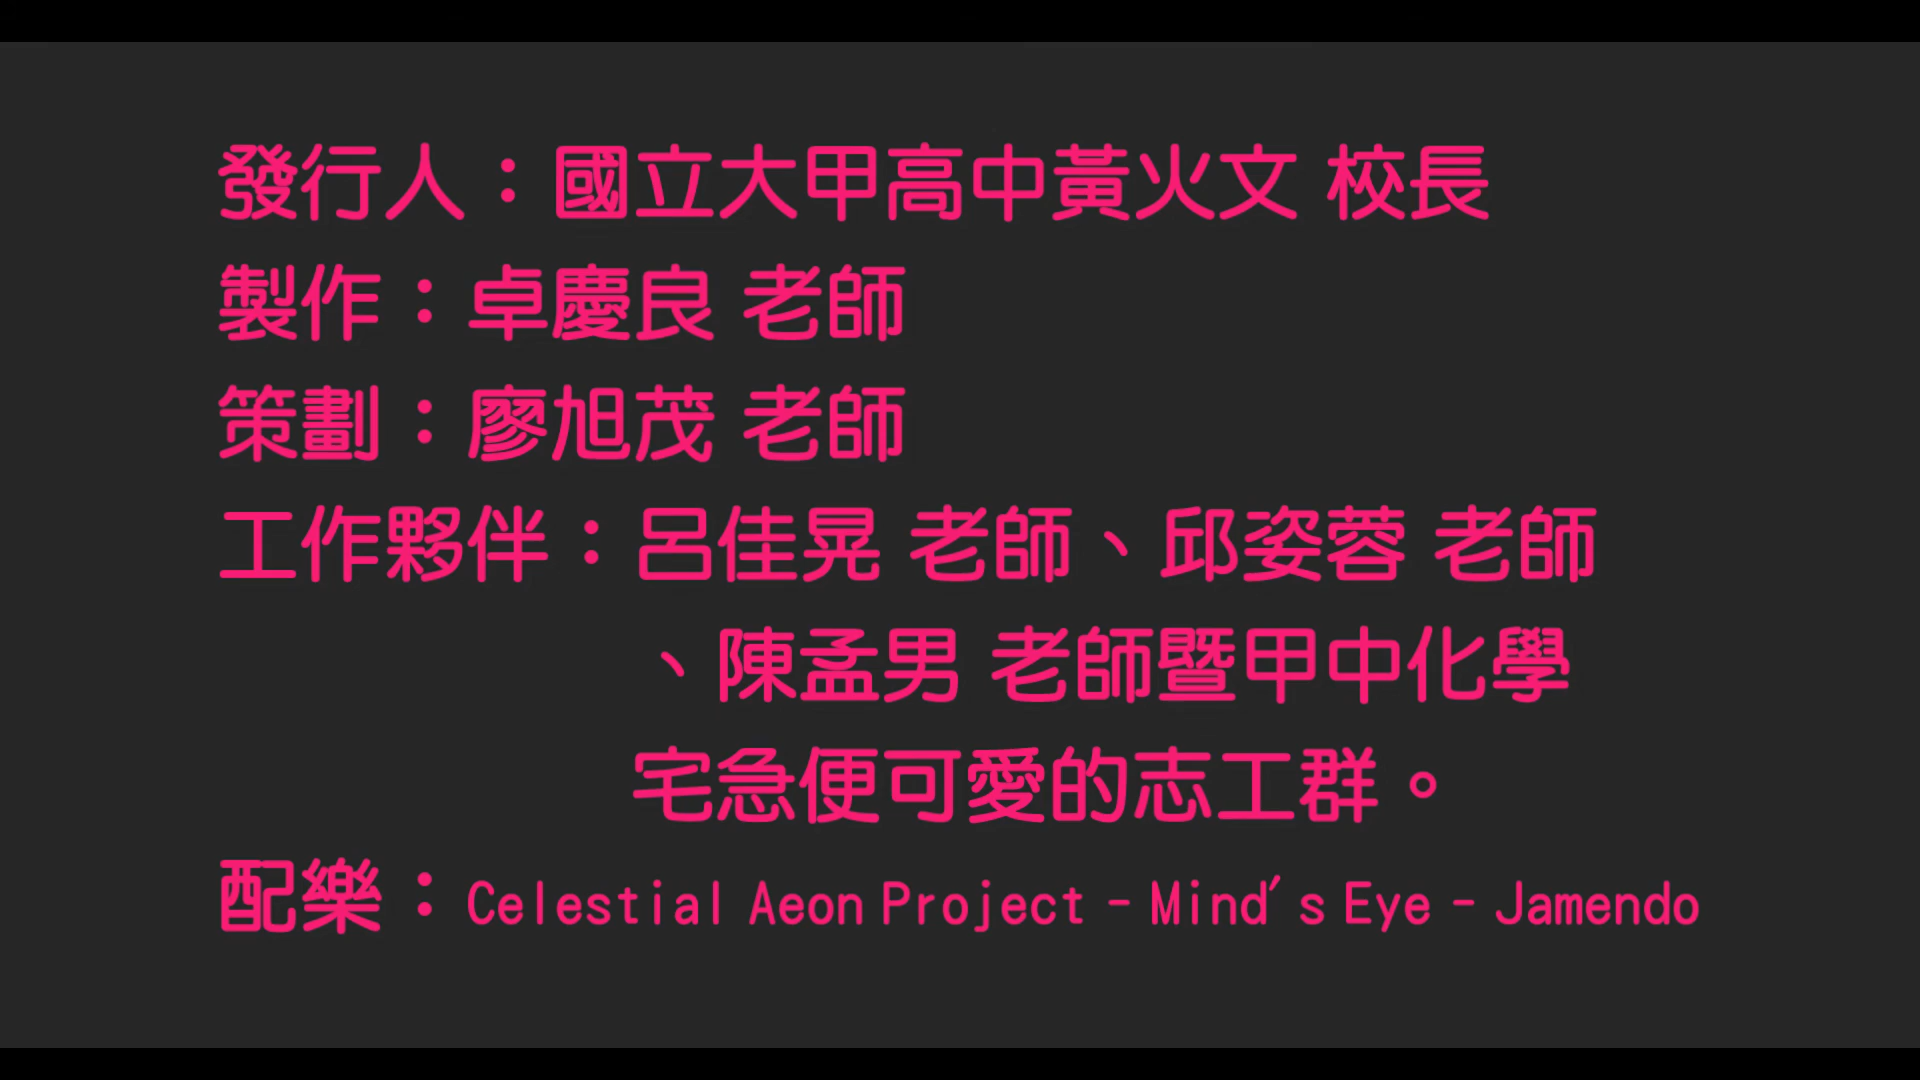 發行人：國立大甲高中黃火文 校長
製作：卓慶良 老師
策劃：廖旭茂 老師
工作夥伴：呂佳晃 老師、邱姿蓉 老師
、陳孟男 老師暨甲中化學
宅急便可愛的志工群。
配樂：Celestial Aeon Project - Mind's Eye - Jamendo